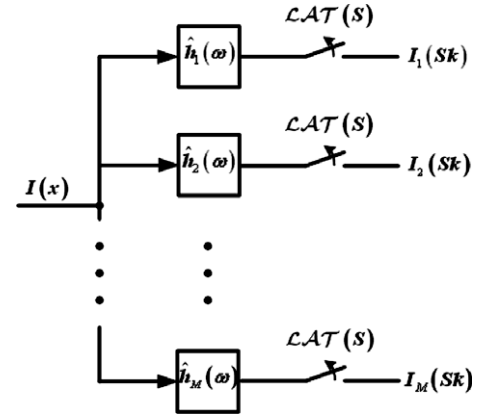 𝓛𝓐𝓣(S)
ĥ₁(ω)
I₁(Sk)
𝓛𝓐𝓣(S)
ĥ₂(ω)
I₂(Sk)
I(x)
𝓛𝓐𝓣(S)
ĥ_M(ω)
I_M(Sk)